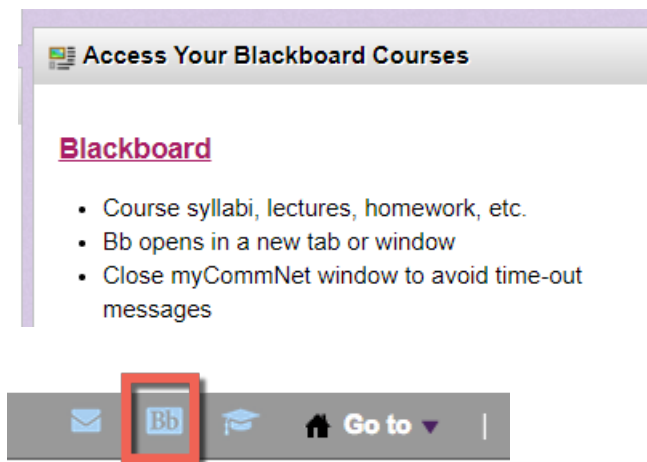 Access Your Blackboard Courses
Blackboard
• Course syllabi, lectures, homework, etc.
• Bb opens in a new tab or window
• Close myCommNet window to avoid time-out
messages
Bb Go to |